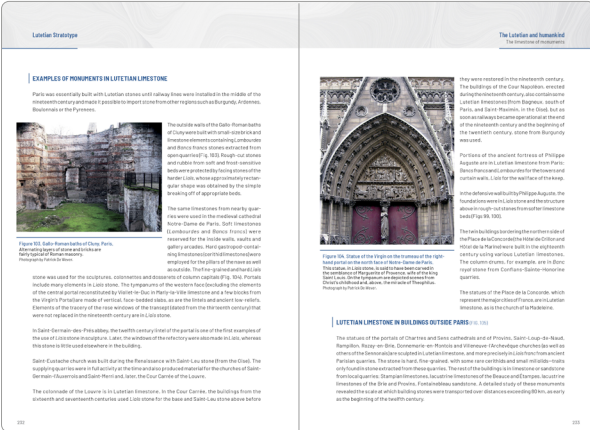 Lutetian Stratotype
EXAMPLES OF MONUMENTS IN LUTETIAN LIMESTONE
Paris was essentially built with Lutetian stones until railway lines were installed in the middle of the
nineteenth century and made it possible to import stone from other regions such as Burgundy, Ardennes,
Boulonnais or the Pyrenees.
The outside walls of the Gallo-Roman baths
of Cluny were built with small-size brick and
limestone elements containing Lambourdes
and Bancs francs stones extracted from
open quarries (Fig. 103). Rough-cut stones
and rubble from soft and frost-sensitive
beds were protected by facing stones of the
harder Liais, whose approximately rectan-
gular shape was obtained by the simple
breaking off of appropriate beds.
The same limestones from nearby quar-
ries were used in the medieval cathedral
Notre-Dame de Paris. Soft limestones
(Lambourdes and Bancs francs) were
reserved for the inside walls, vaults and
gallery arcades. Hard gastropod-contain-
ing limestones (cerithid limestones) were
employed for the pillars of the nave as well
as outside. The fine-grained and hard Liais
Figure 103. Gallo-Roman baths of Cluny, Paris.
Alternating layers of stone and bricks are
fairly typical of Roman masonry.
Photograph by Patrick De Wever.
stone was used for the sculptures, colonnettes and dosserets of column capitals (Fig. 104). Portals
include many elements in Liais stone. The tympanums of the western face (excluding the elements
of the central portal reconstituted by Viollet-le-Duc in Marly-la-Ville limestone and a few books from
the Virgin's Portal) are made of vertical, face-bedded slabs, as are the lintels and ancient low reliefs.
Elements of the tracery of the rose windows of the transept (dated from the thirteenth century) that
were not replaced in the nineteenth century are in Liais stone.
In Saint-Germain-des-Prés abbey, the twelfth century lintel of the portal is one of the first examples
of the use of Liais stone in sculpture. Later, the windows of the refectory were also made in Liais, whereas
this stone is little used elsewhere in the building.
Saint-Eustache church was built during the Renaissance with Saint-Leu stone (from the Oise). The
supplying quarries were in full activity at the time and also produced material for the churches of Saint-
Germain-l'Auxerrois and Saint-Merri and, later, the Cour Carrée of the Louvre.
The colonnade of the Louvre is in Lutetian limestone. In the Cour Carrée, the buildings from the
sixteenth and seventeenth centuries used Liais stone for the base and Saint-Leu stone above before
232
The Lutetian and humankind
The limestone of monuments
they were restored in the nineteenth century.
The buildings of the Cour Napoléon, erected
during the nineteenth century, also contain some
Lutetian limestones (from Bagneux, south of
Paris, and Saint-Maximin, in the Oise), but as
soon as railways became operational at the end
of the nineteenth century and the beginning of
the twentieth century, stone from Burgundy
was used.
Portions of the ancient fortress of Philippe
Auguste are in Lutetian limestone from Paris:
Bancs francs and Lambourdes for the towers and
curtain walls, Liais for the wall face of the keep.
In the defensive wall built by Philippe Auguste, the
foundations were in Liais stone and the structure
above in rough-cut stones from softer limestone
beds (Figs 99, 100).
The twin buildings bordering the northern side of
the Place de la Concorde (the Hôtel de Crillon and
Hôtel de la Marine) were built in the eighteenth
century using various Lutetian limestones.
The column drums, for example, are in Banc
royal stone from Conflans-Sainte-Honorine
quarries.
The statues of the Place de la Concorde, which
represent the major cities of France, are in Lutetian
limestone, as is the church of la Madeleine.
Figure 104. Statue of the Virgin on the trumeau of the right-
hand portal on the north face of Notre-Dame de Paris.
This statue, in Liais stone, is said to have been carved in
the semblance of Marguerite of Provence, wife of the King
Saint Louis. On the tympanum are depicted scenes from
Christ's childhood and, above, the miracle of Theophilus.
Photograph by Patrick De Wever.
LUTETIAN LIMESTONE IN BUILDINGS OUTSIDE PARIS
The statues of the portals of Chartres and Sens cathedrals and of Provins, Saint-Loup-de-Naud,
Rampillon, Rozay-en-Brie, Donnemarie-en-Montois and Villeneuve-l'Archevêque churches (as well as
others of the Senonais) are sculpted in Lutetian limestone, and more precisely in Liais franc from ancient
Parisian quarries. The stone is hard, fine-grained, with some rare cerithids and small miliolids—traits
only found in stone extracted from these quarries. The rest of the buildings is in limestone or sandstone
from local quarries: Stampian limestones, lacustrine limestones of the Beauce and Étampes; lacustrine
limestones of the Brie and Provins, Fontainebleau sandstone. A detailed study of these monuments
revealed the scale at which building stones were transported over distances exceeding 80 km, as early
as the beginning of the twelfth century.
233